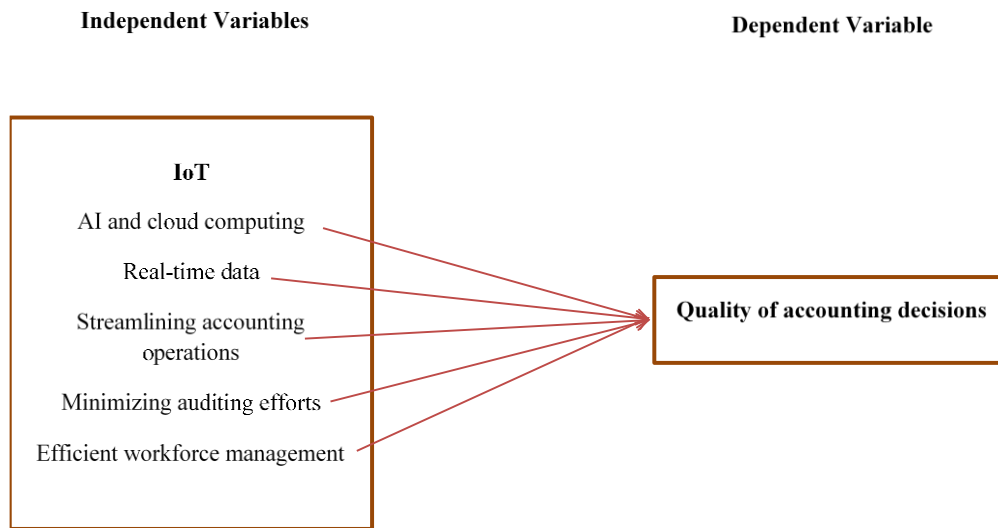 Independent Variables
Dependent Variable
IoT
AI and cloud computing
Real-time data
Streamlining accounting
operations
Minimizing auditing efforts
Efficient workforce management
Quality of accounting decisions